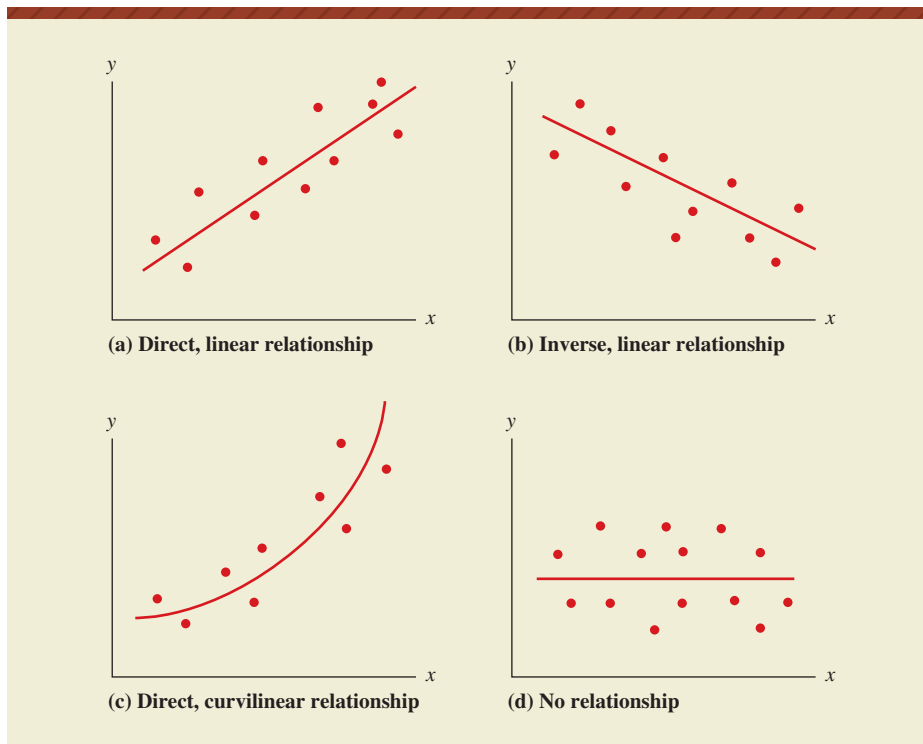 y
y
x
x
(a) Direct, linear relationship
(b) Inverse, linear relationship
y
y
x
x
(c) Direct, curvilinear relationship
(d) No relationship